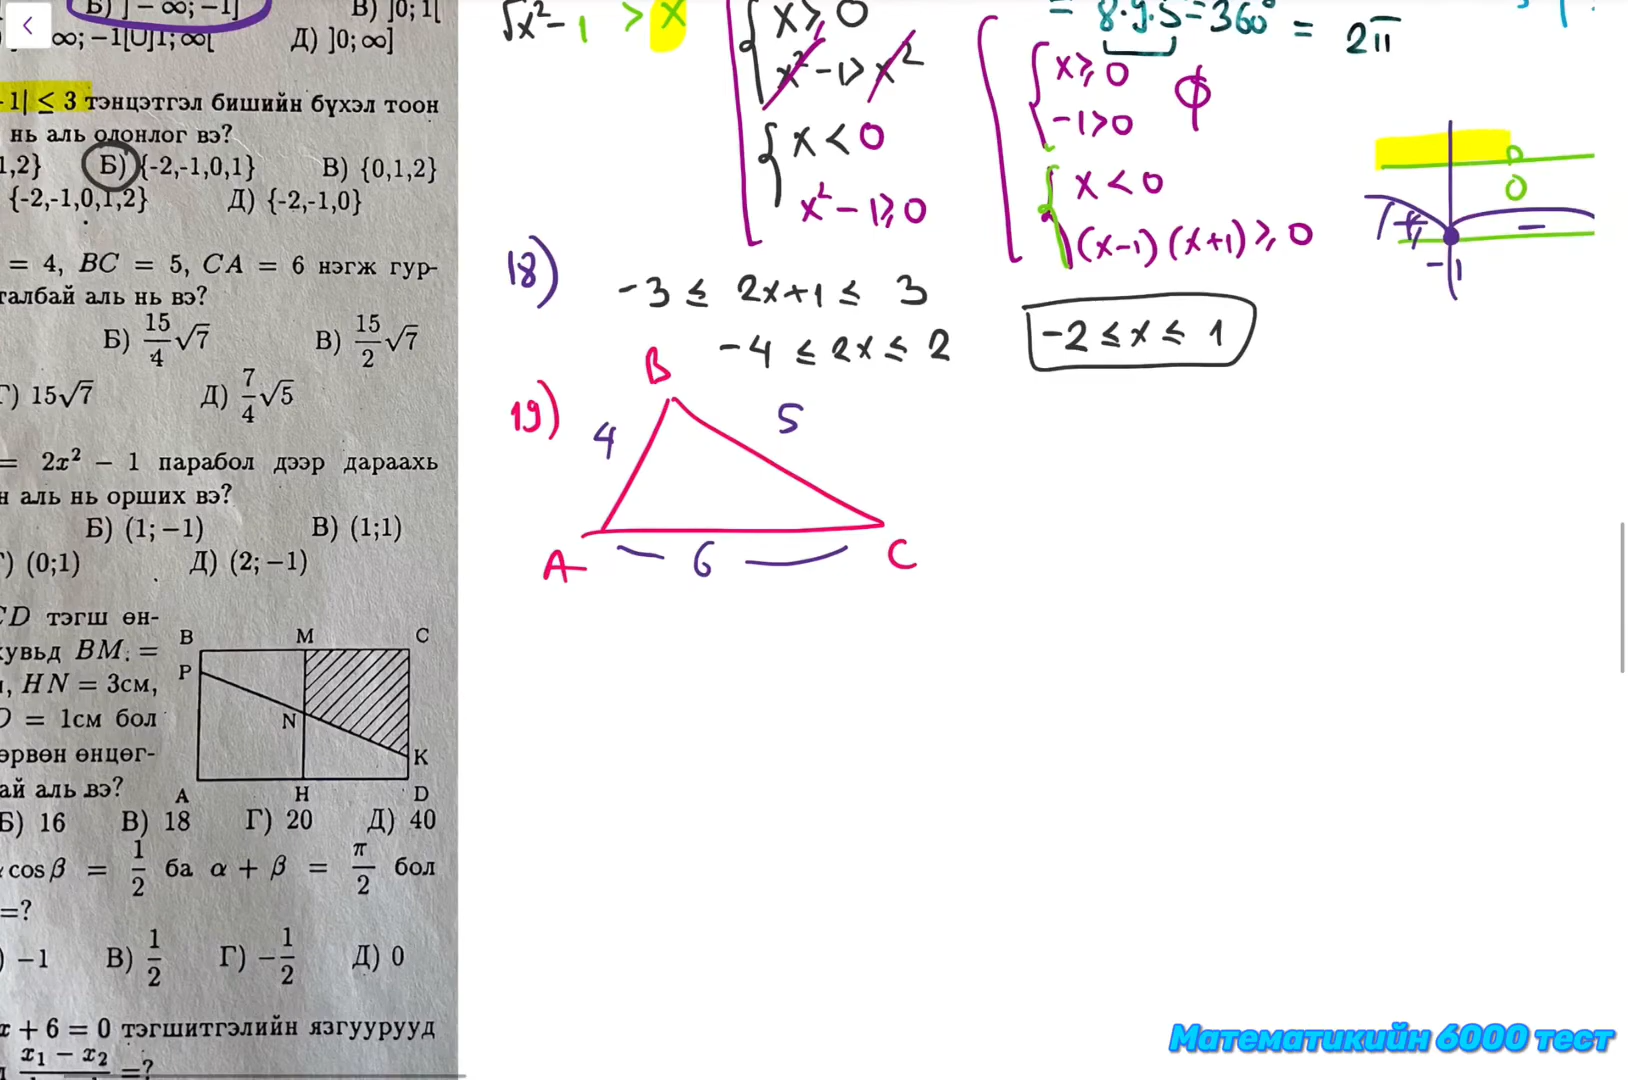 Б) ]−∞;−1]
В) ]0; 1[
∞; −1[U]1; ∞[
Д) ]0; ∞]
1| ≤ 3 тэнцэтгэл бишийн бүхэл тоон
нь аль олонлог вэ?
1,2}
Б) {-2,-1,0,1}
В) {0,1,2}
{-2,-1,0,1,2}
Д) {-2,-1,0}
= 4, BC = 5, CA = 6 нэгж гур-
талбай аль нь вэ?
Б) 15/4 √7
В) 15/2 √7
Г) 15√7
Д) 7/4 √5
= 2x² − 1 парабол дээр дараахь
н аль нь орших вэ?
Б) (1; −1)
В) (1;1)
) (0;1)
Д) (2; −1)
CD тэгш өн-
BM =
, HN = 3см,
= 1см бол
өрвөн өнцөг-
ай аль вэ?
B M C
P
N
K
A H D
Б) 16
В) 18
Г) 20
Д) 40
cos β = 1/2 ба α + β = π/2 бол
=?
) −1
В) 1/2
Г) −1/2
Д) 0
x + 6 = 0 тэгшитгэлийн язгуурууд
x₁ − x₂
=?
√x²−1 > x
x ≥ 0
x² − 1 > x²
x < 0
x² − 1 ≥ 0
= 8·9·5 = 360° = 2π
x ≥ 0
−1 > 0
∅
x < 0
(x−1)(x+1) ≥ 0
0
+
−
−1
18)
−3 ≤ 2x+1 ≤ 3
−4 ≤ 2x ≤ 2
−2 ≤ x ≤ 1
19)
B
4
5
A
6
C
Математикийн 6000 тест